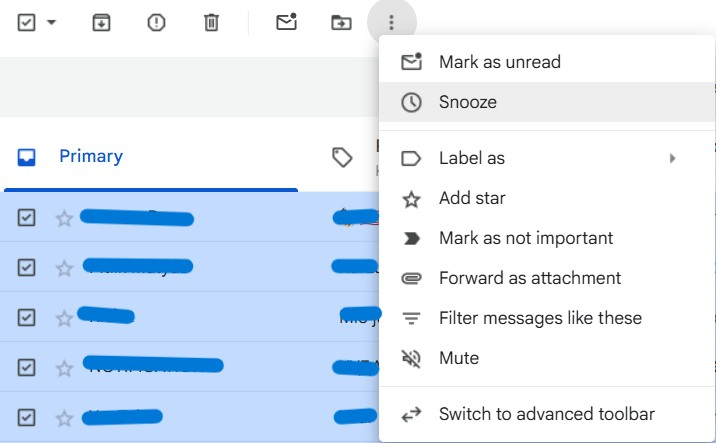 Mark as unread
Snooze
Primary
Label as
Add star
Mark as not important
Forward as attachment
Filter messages like these
Mute
Switch to advanced toolbar